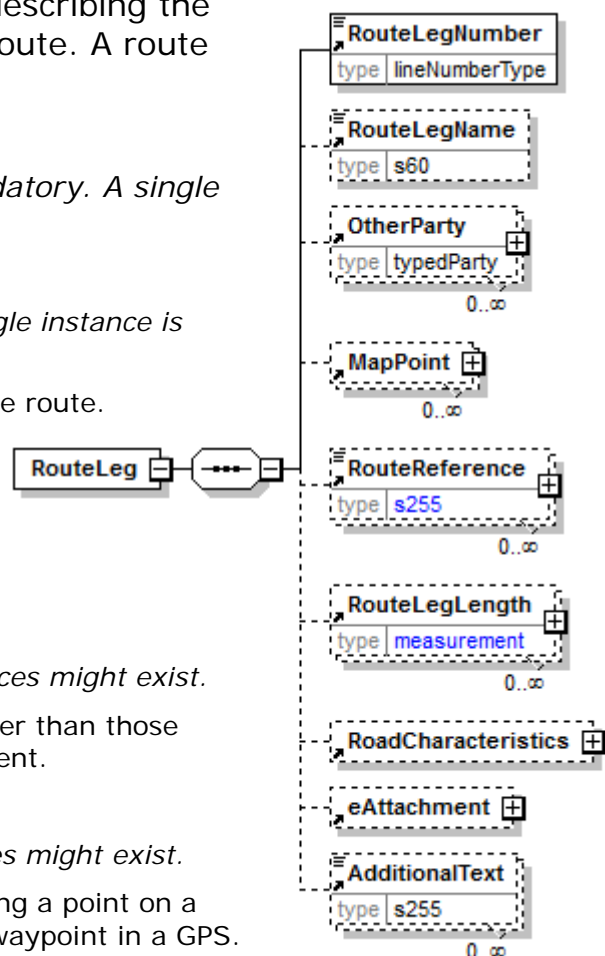 describing the
oute. A route
datory. A single
gle instance is
e route.
ces might exist.
er than those
ent.
es might exist.
ng a point on a
waypoint in a GPS.
RouteLeg
RouteLegNumber
type lineNumberType
RouteLegName
type s60
OtherParty
type typedParty
0..∞
MapPoint
0..∞
RouteReference
type s255
0..∞
RouteLegLength
type measurement
0..∞
RoadCharacteristics
eAttachment
AdditionalText
type s255
0..∞